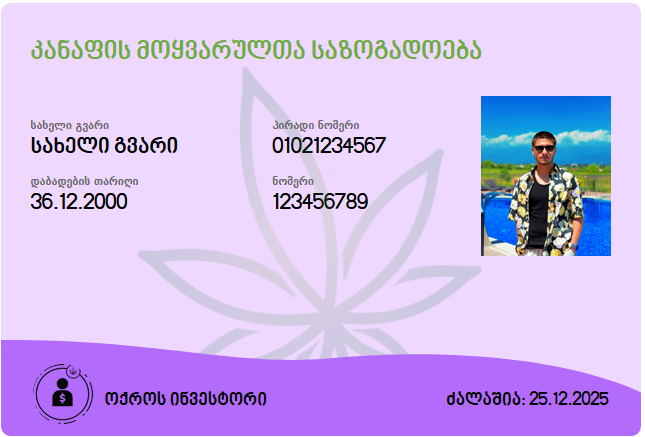 კანაფის მოყვარულთა საზოგადოება
სახელი გვარი
სახელი გვარი
პირადი ნომერი
01021234567
დაბადების თარიღი
36.12.2000
ნომერი
123456789
$
ოქროს ინვესტორი
ძალაშია: 25.12.2025